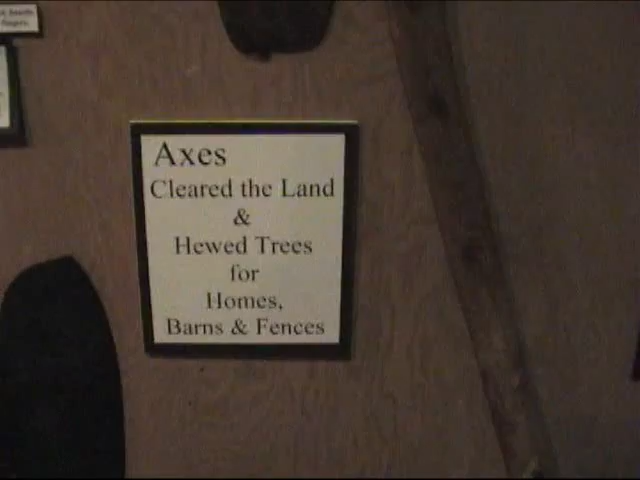 Axes
Cleared the Land
&
Hewed Trees
for
Homes,
Barns & Fences